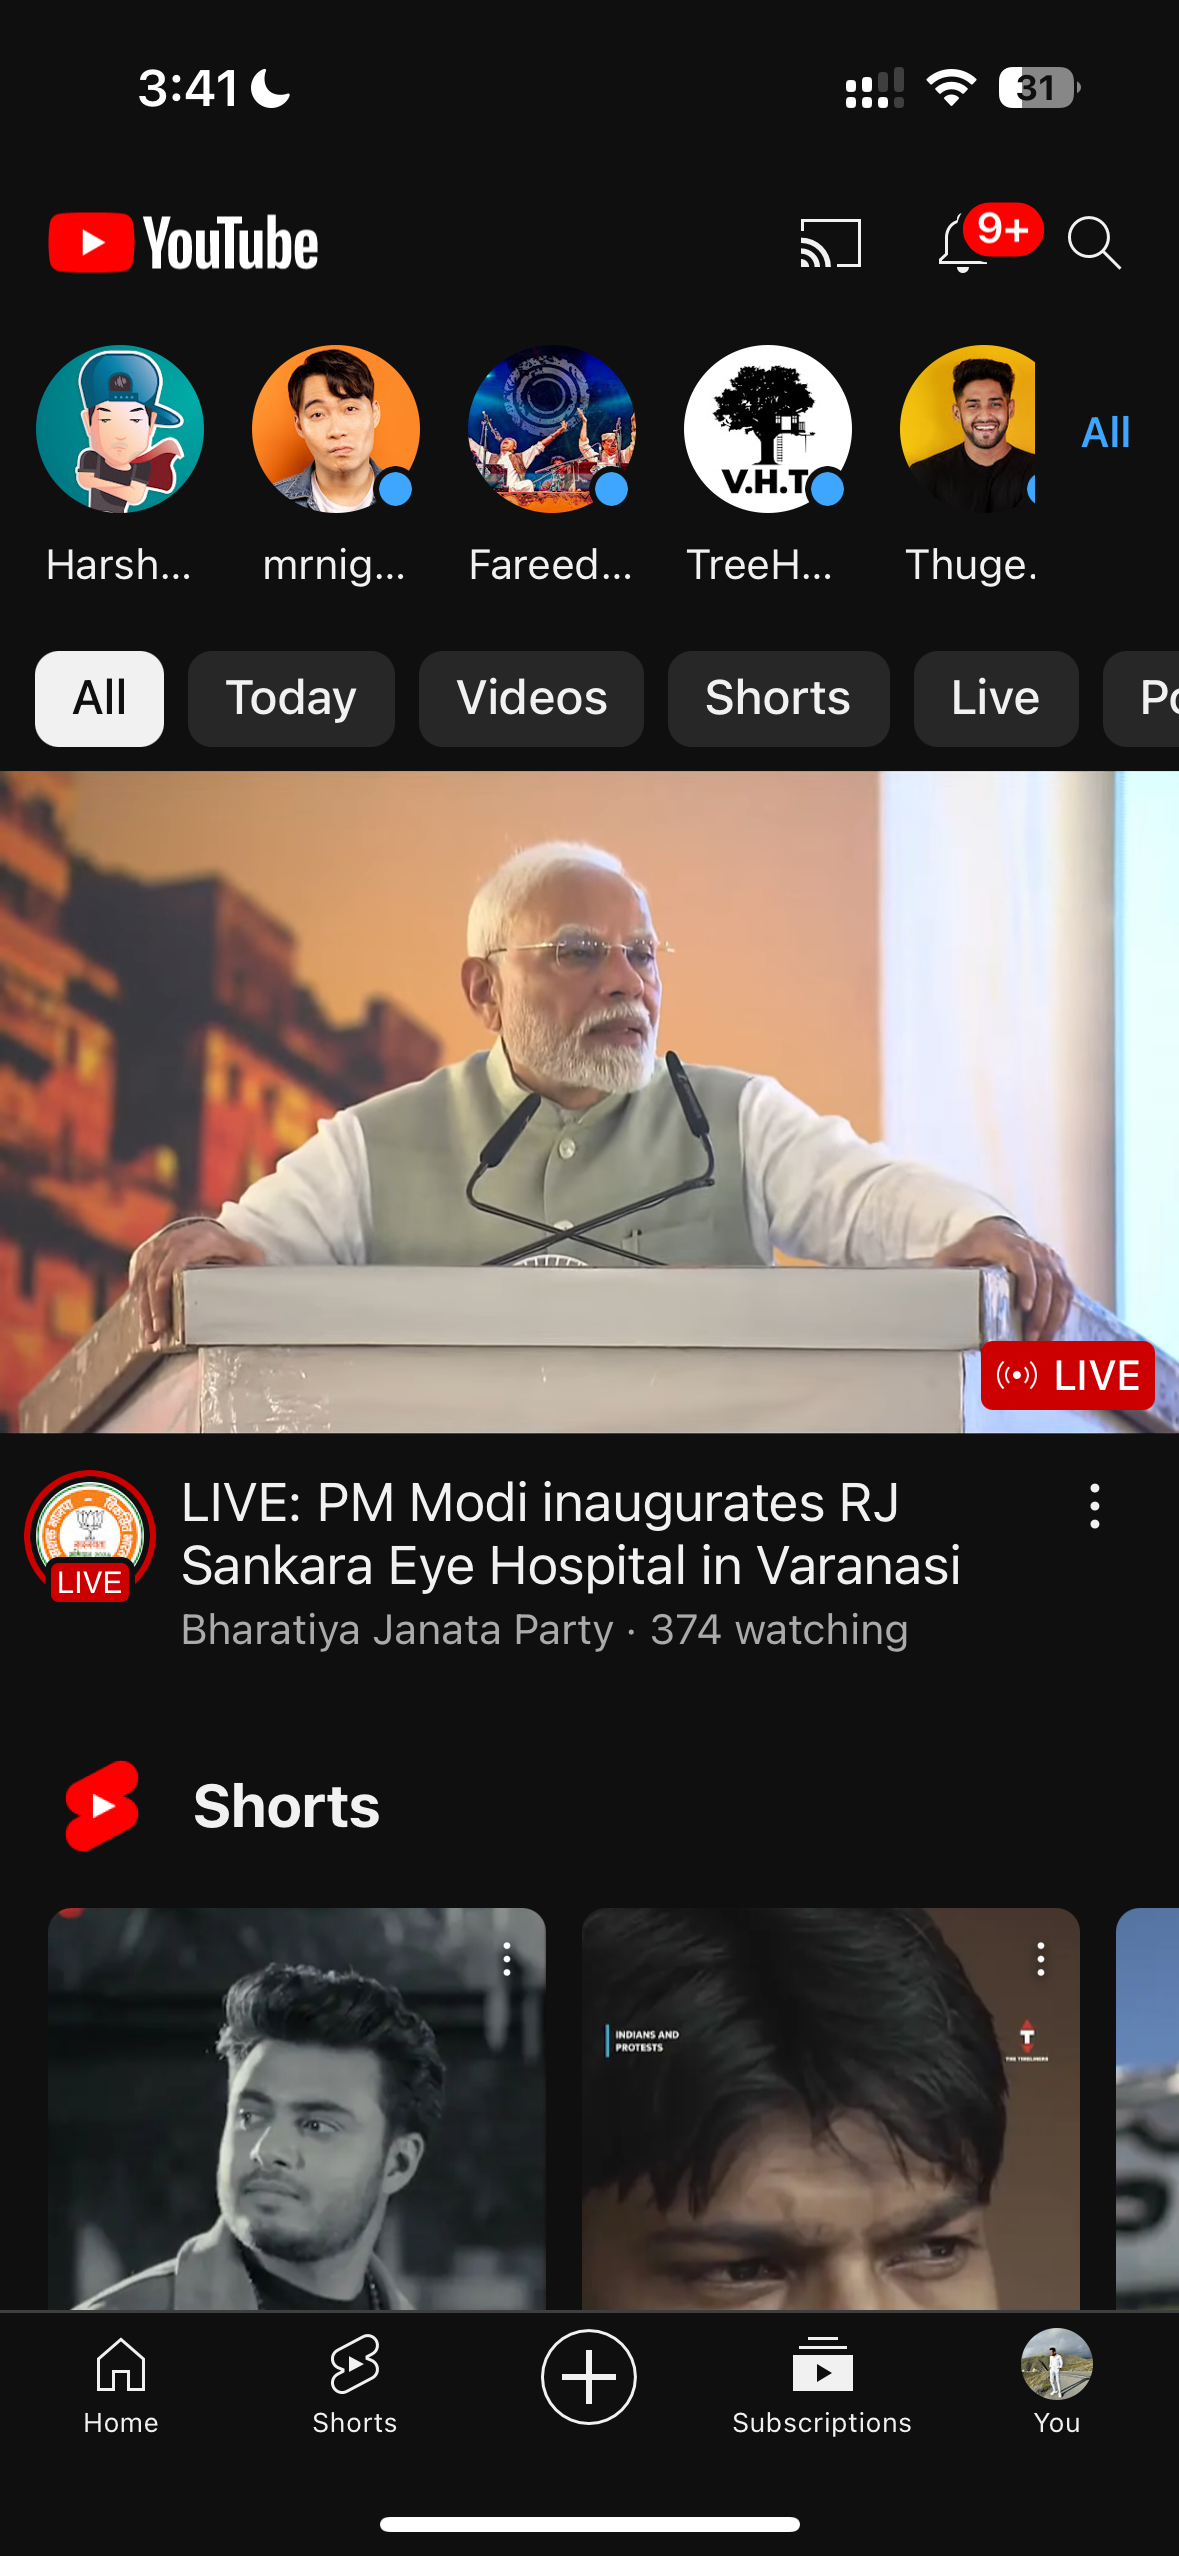 3:41
31
YouTube
9+
V.H.T
All
Harsh...
mrnig...
Fareed...
TreeH...
Thuge.
All
Today
Videos
Shorts
Live
Po
LIVE
LIVE: PM Modi inaugurates RJ
Sankara Eye Hospital in Varanasi
LIVE
Bharatiya Janata Party · 374 watching
Shorts
INDIANS AND
PROTESTS
T
Home
Shorts
Subscriptions
You